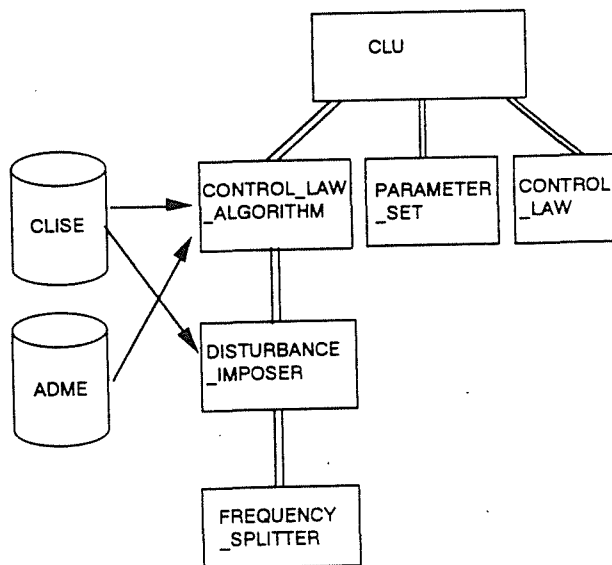 CLU
CLISE
CONTROL_LAW
_ALGORITHM
PARAMETER
_SET
CONTROL
_LAW
ADME
DISTURBANCE
_IMPOSER
FREQUENCY
_SPLITTER